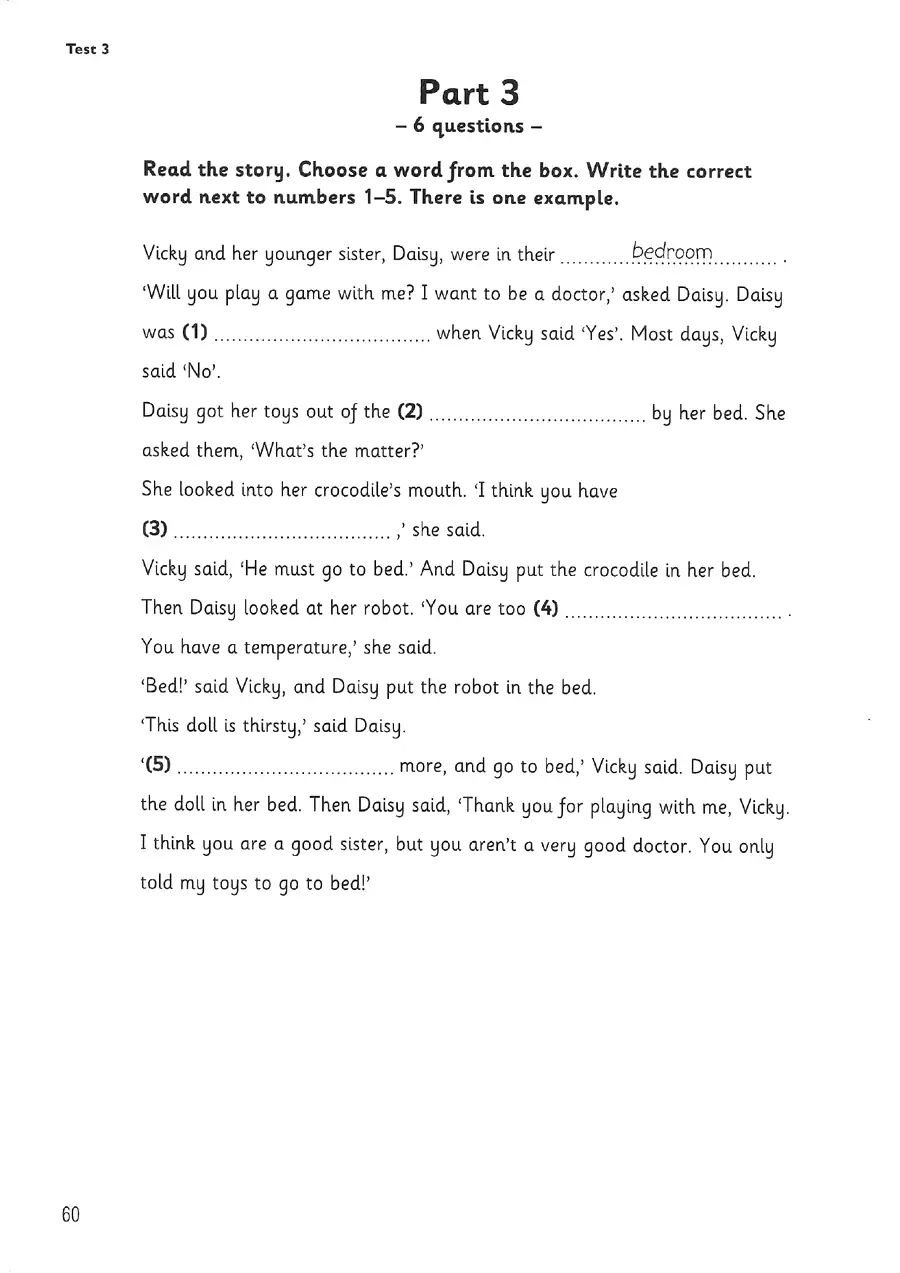 Test 3
Part 3
– 6 questions –
Read the story. Choose a word from the box. Write the correct
word next to numbers 1–5. There is one example.
Vicky and her younger sister, Daisy, were in their ............bedroom........... .
‘Will you play a game with me? I want to be a doctor,’ asked Daisy. Daisy
was (1) ..................................... when Vicky said ‘Yes’. Most days, Vicky
said ‘No’.
Daisy got her toys out of the (2) ..................................... by her bed. She
asked them, ‘What’s the matter?’
She looked into her crocodile’s mouth. ‘I think you have
(3) ..................................... ,’ she said.
Vicky said, ‘He must go to bed.’ And Daisy put the crocodile in her bed.
Then Daisy looked at her robot. ‘You are too (4) ..................................... .
You have a temperature,’ she said.
‘Bed!’ said Vicky, and Daisy put the robot in the bed.
‘This doll is thirsty,’ said Daisy.
‘(5) ..................................... more, and go to bed,’ Vicky said. Daisy put
the doll in her bed. Then Daisy said, ‘Thank you for playing with me, Vicky.
I think you are a good sister, but you aren’t a very good doctor. You only
told my toys to go to bed!’
60